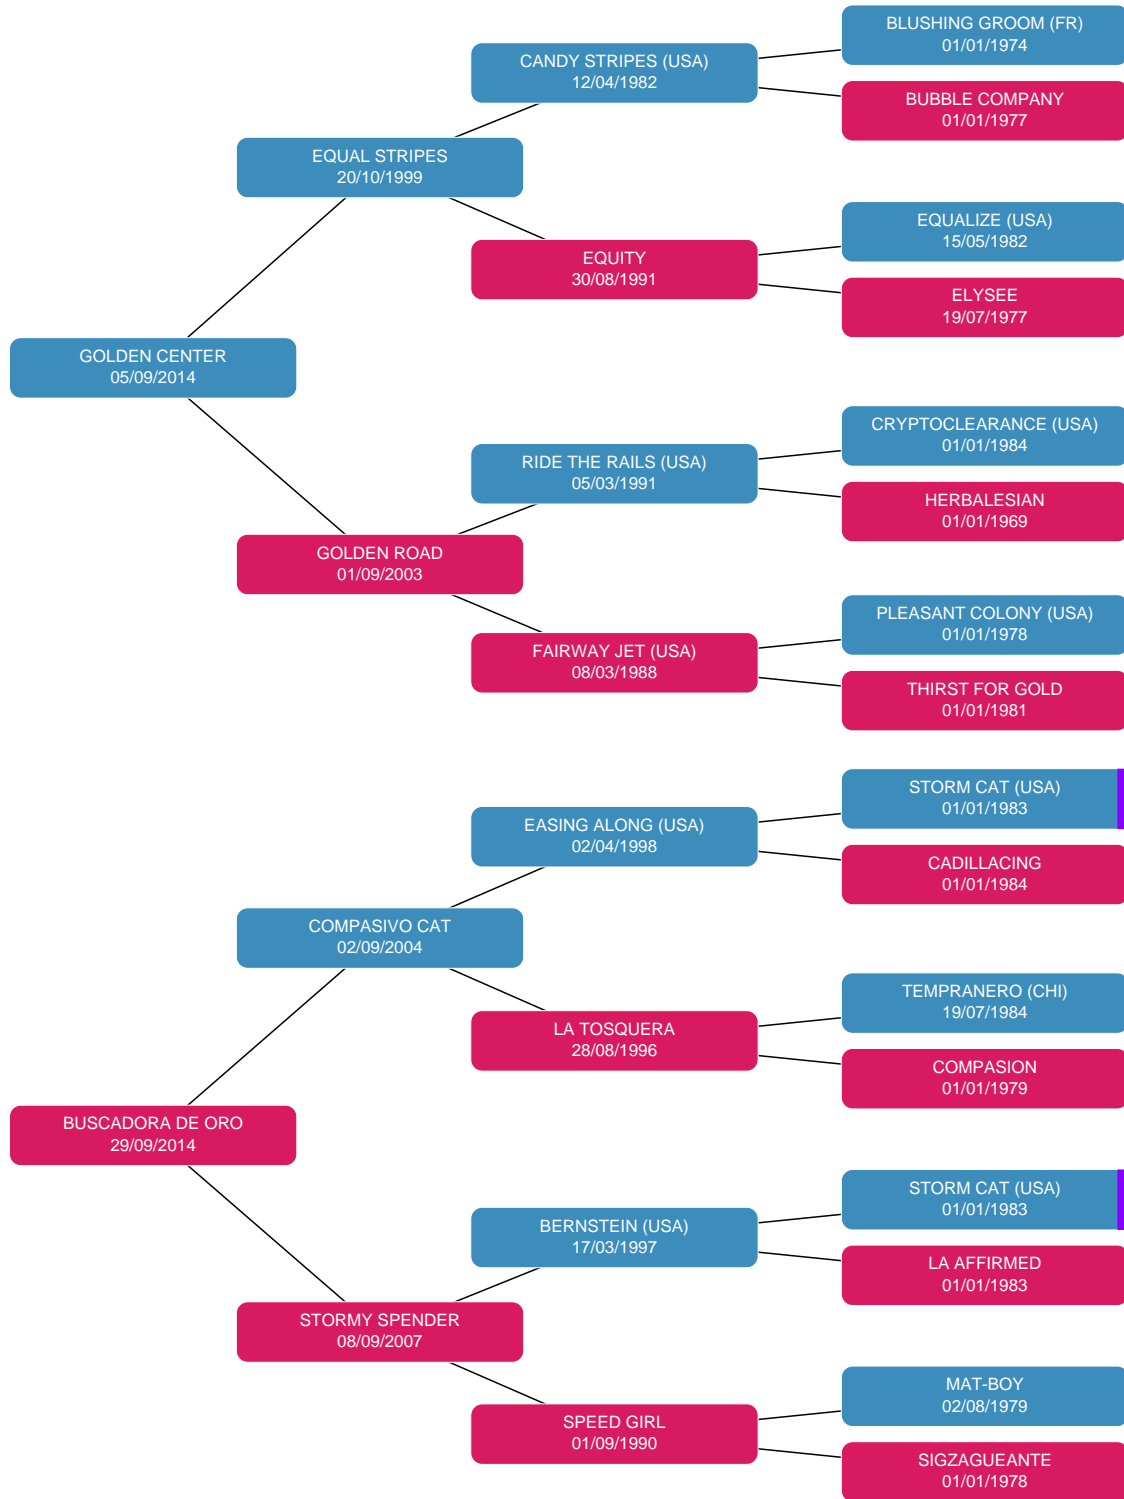 BLUSHING GROOM (FR)
01/01/1974
CANDY STRIPES (USA)
12/04/1982
BUBBLE COMPANY
01/01/1977
EQUAL STRIPES
20/10/1999
EQUALIZE (USA)
15/05/1982
EQUITY
30/08/1991
ELYSEE
19/07/1977
GOLDEN CENTER
05/09/2014
CRYPTOCLEARANCE (USA)
01/01/1984
RIDE THE RAILS (USA)
05/03/1991
HERBALESIAN
01/01/1969
GOLDEN ROAD
01/09/2003
PLEASANT COLONY (USA)
01/01/1978
FAIRWAY JET (USA)
08/03/1988
THIRST FOR GOLD
01/01/1981
STORM CAT (USA)
01/01/1983
EASING ALONG (USA)
02/04/1998
CADILLACING
01/01/1984
COMPASIVO CAT
02/09/2004
TEMPRANERO (CHI)
19/07/1984
LA TOSQUERA
28/08/1996
COMPASION
01/01/1979
BUSCADORA DE ORO
29/09/2014
STORM CAT (USA)
01/01/1983
BERNSTEIN (USA)
17/03/1997
LA AFFIRMED
01/01/1983
STORMY SPENDER
08/09/2007
MAT-BOY
02/08/1979
SPEED GIRL
01/09/1990
SIGZAGUEANTE
01/01/1978